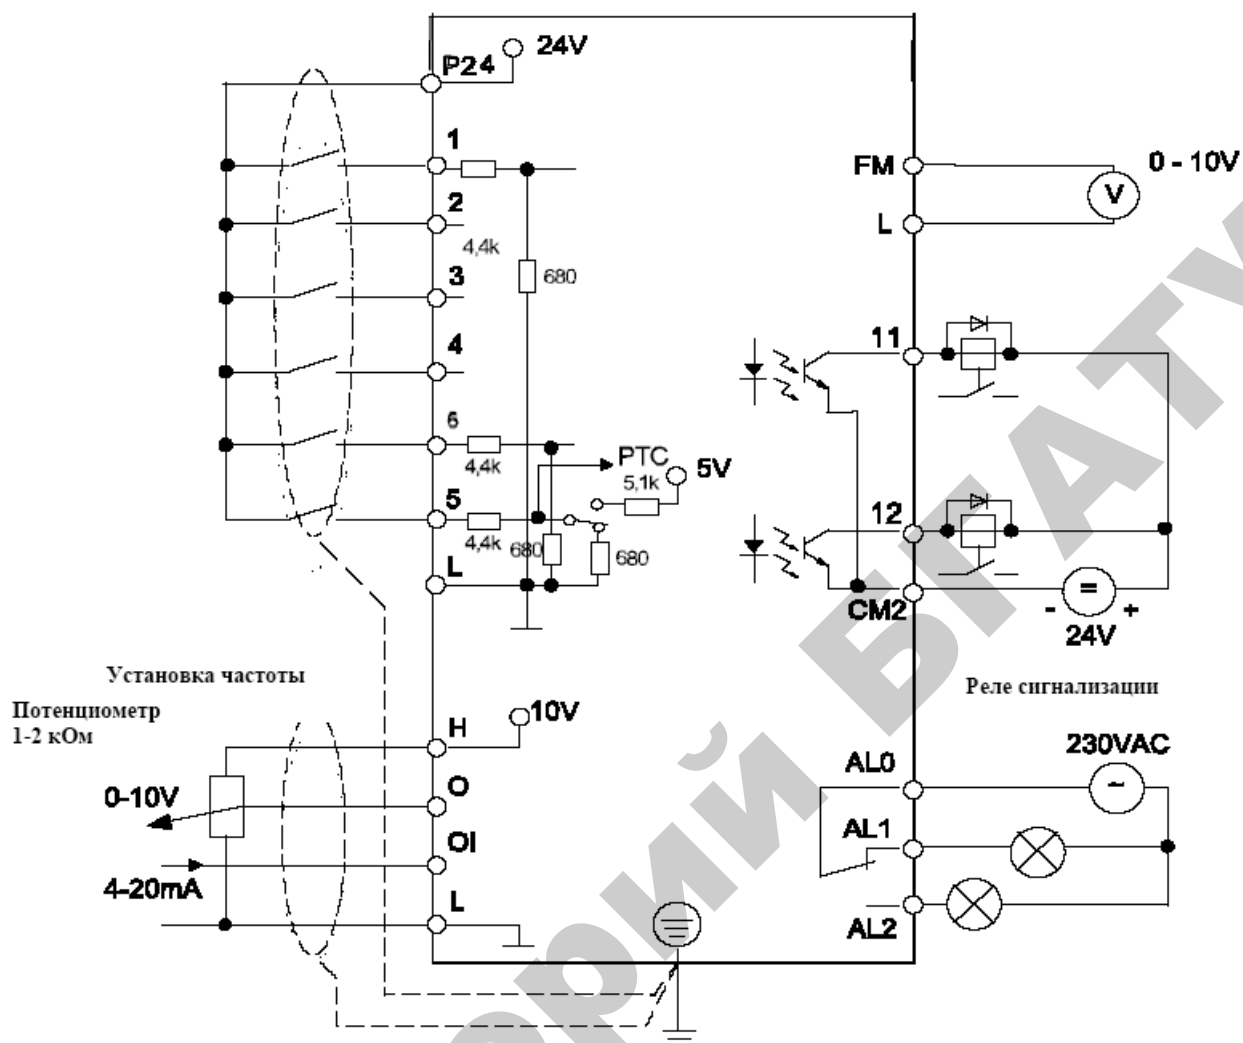 24V
P24
1
2
4,4k
680
3
4
6
4,4k
PTC
5V
5,1k
5
4,4k
680
680
L
FM
0 - 10V
V
L
11
12
CM2
=
- +
24V
Установка частоты
Потенциометр
1-2 кОм
H
10V
0-10V
O
OI
4-20mA
L
Реле сигнализации
230VAC
AL0
~
AL1
AL2
орий БГАТУ